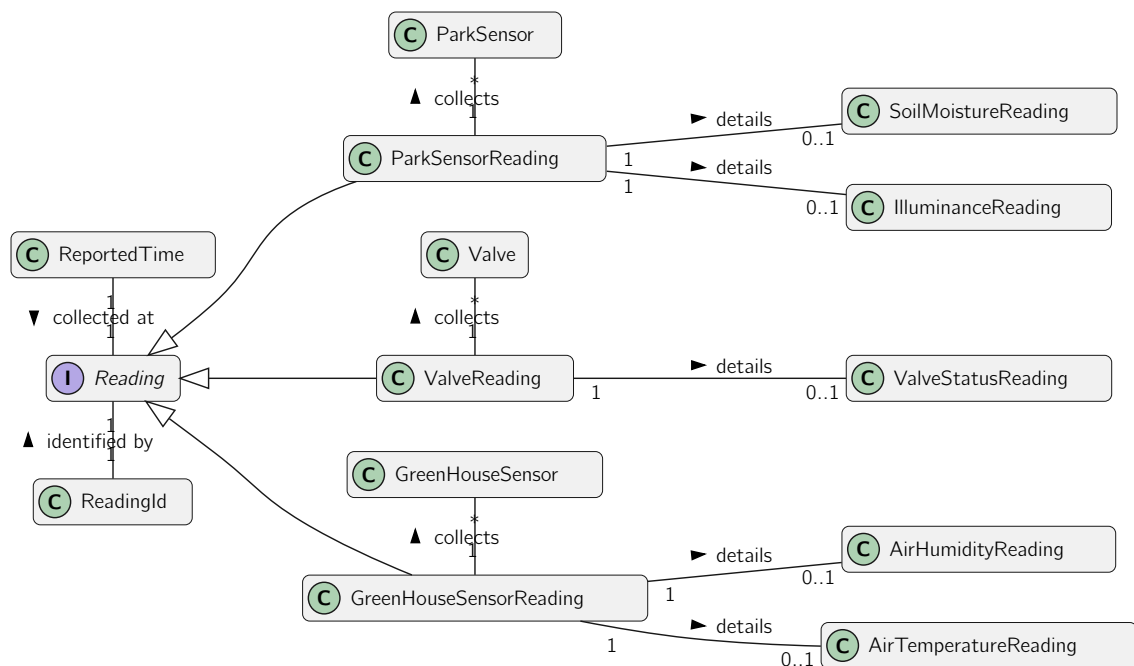 C ParkSensor
*
collects
1
C ParkSensorReading
1
details
0..1
C SoilMoistureReading
1
details
0..1
C IlluminanceReading
C ReportedTime
1
collected at
1
I Reading
1
identified by
1
C ReadingId
C Valve
*
collects
1
C ValveReading
1
details
0..1
C ValveStatusReading
C GreenHouseSensor
*
collects
1
C GreenHouseSensorReading
1
details
0..1
C AirHumidityReading
1
details
0..1
C AirTemperatureReading